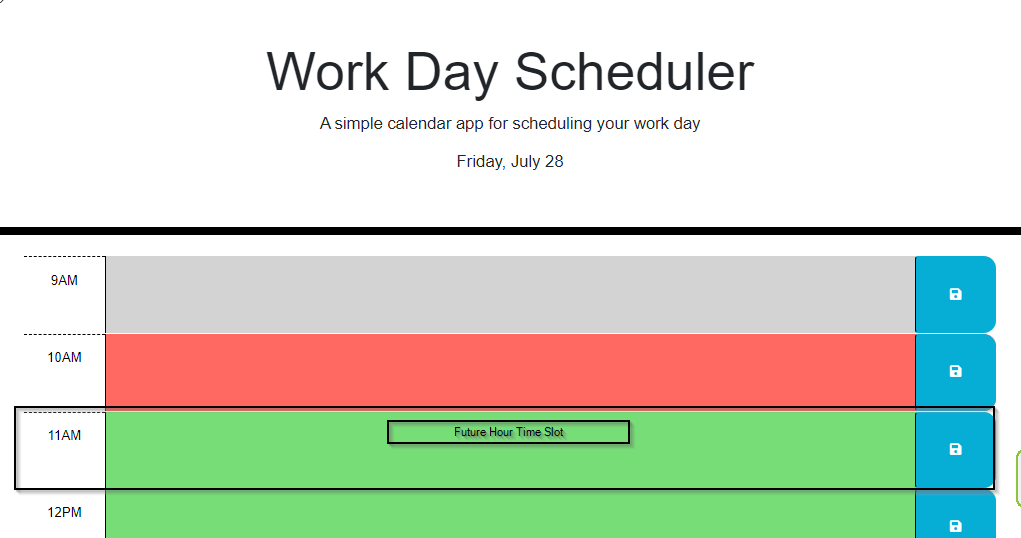 Work Day Scheduler
A simple calendar app for scheduling your work day
Friday, July 28
9AM
10AM
11AM
Future Hour Time Slot
12PM